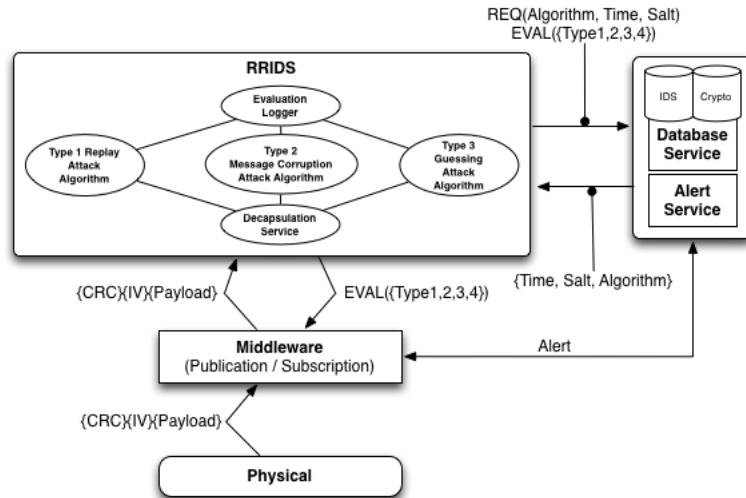 REQ(Algorithm, Time, Salt)
EVAL({Type1,2,3,4})
RRIDS
Evaluation
Logger
Type 1 Replay
Attack
Algorithm
Type 2
Message Corruption
Attack Algorithm
Type 3
Guessing
Attack
Algorithm
Decapsulation
Service
IDS
Crypto
Database
Service
Alert
Service
{CRC}{IV}{Payload}
EVAL({Type1,2,3,4})
{Time, Salt, Algorithm}
Middleware
(Publication / Subscription)
Alert
{CRC}{IV}{Payload}
Physical